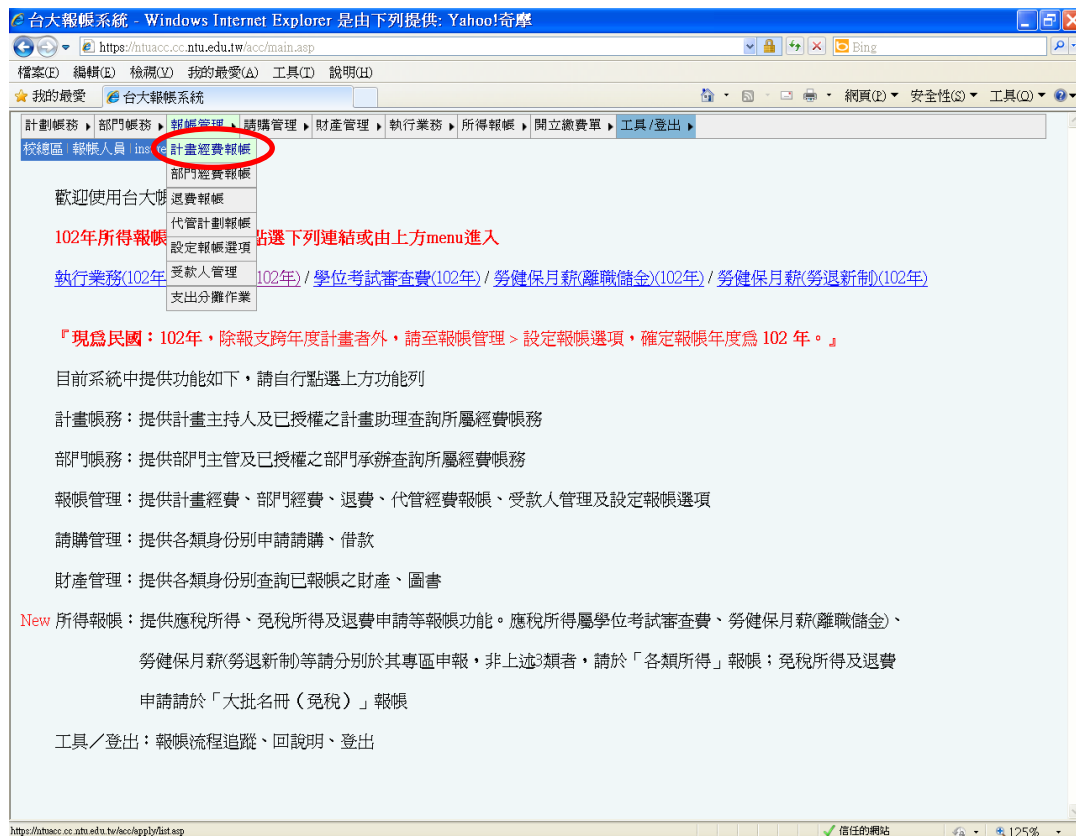 台大報帳系統 - Windows Internet Explorer 是由下列提供: Yahoo!奇摩
https://ntuacc.cc.ntu.edu.tw/acc/main.asp
Bing
檔案(F) 編輯(E) 檢視(V) 我的最愛(A) 工具(T) 說明(H)
我的最愛 台大報帳系統 網頁(P) 安全性(S) 工具(O)
計劃帳務 部門帳務 報帳管理 請購管理 財產管理 執行業務 所得報帳 開立繳費單 工具/登出
校總區 | 報帳人員 |
計畫經費報帳
部門經費報帳
退費報帳
代管計劃報帳
設定報帳選項
受款人管理
支出分攤作業
歡迎使用台大帳
102年所得報帳 點選下列連結或由上方menu進入
執行業務(102年 102年) / 學位考試審查費(102年) / 勞健保月薪(離職儲金)(102年) / 勞健保月薪(勞退新制)(102年)
『現為民國：102年，除報支跨年度計畫者外，請至報帳管理 > 設定報帳選項，確定報帳年度為 102 年。』
目前系統中提供功能如下，請自行點選上方功能列
計畫帳務：提供計畫主持人及已授權之計畫助理查詢所屬經費帳務
部門帳務：提供部門主管及已授權之部門承辦查詢所屬經費帳務
報帳管理：提供計畫經費、部門經費、退費、代管經費報帳、受款人管理及設定報帳選項
請購管理：提供各類身份別申請請購、借款
財產管理：提供各類身份別查詢已報帳之財產、圖書
New 所得報帳：提供應稅所得、免稅所得及退費申請等報帳功能。應稅所得屬學位考試審查費、勞健保月薪(離職儲金)、
勞健保月薪(勞退新制)等請分別於其專區申報，非上述3類者，請於「各類所得」報帳；免稅所得及退費
申請請於「大批名冊（免稅）」報帳
工具／登出：報帳流程追蹤、回說明、登出
https://ntuacc.cc.ntu.edu.tw/acc/apply/list.asp
信任的網站
125%